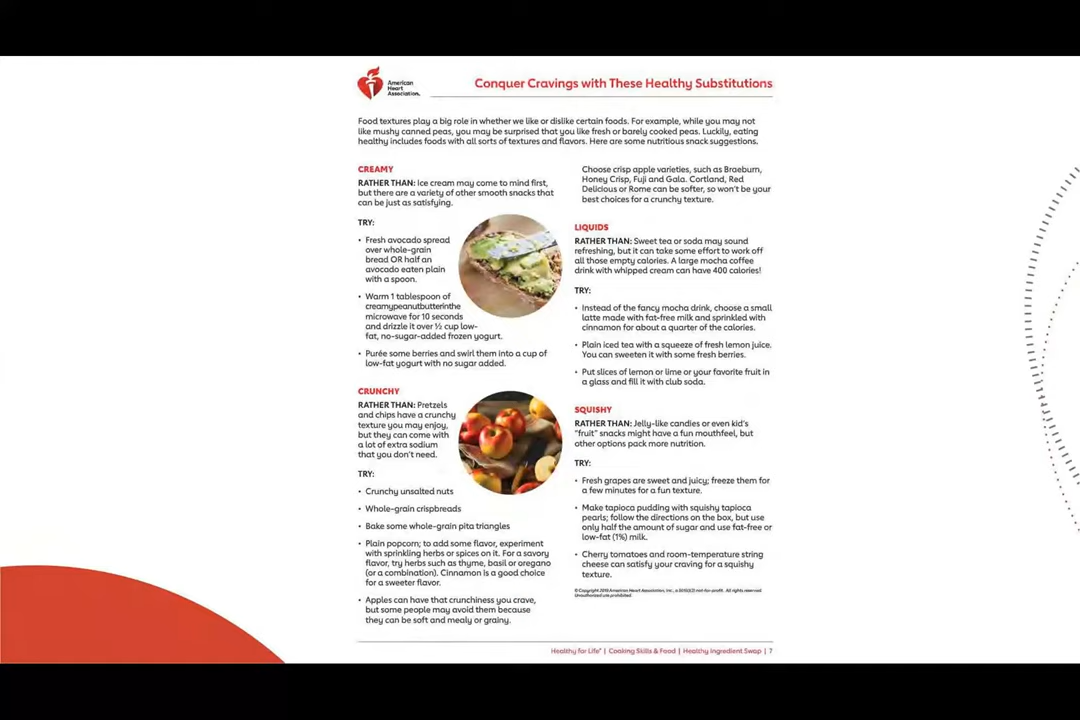 American
Heart
Association.
Conquer Cravings with These Healthy Substitutions
Food textures play a big role in whether we like or dislike certain foods. For example, while you may not
like mushy canned peas, you may be surprised that you like fresh or barely cooked peas. Luckily, eating
healthy includes foods with all sorts of textures and flavors. Here are some nutritious snack suggestions.
CREAMY
RATHER THAN: Ice cream may come to mind first,
but there are a variety of other smooth snacks that
can be just as satisfying.
TRY:
• Fresh avocado spread
over whole-grain
bread OR half an
avocado eaten plain
with a spoon.
• Warm 1 tablespoon of
creamypeanutbutterinthe
microwave for 10 seconds
and drizzle it over ½ cup low-
fat, no-sugar-added frozen yogurt.
• Purée some berries and swirl them into a cup of
low-fat yogurt with no sugar added.
CRUNCHY
RATHER THAN: Pretzels
and chips have a crunchy
texture you may enjoy,
but they can come with
a lot of extra sodium
that you don't need.
TRY:
• Crunchy unsalted nuts
• Whole-grain crispbreads
• Bake some whole-grain pita triangles
• Plain popcorn; to add some flavor, experiment
with sprinkling herbs or spices on it. For a savory
flavor, try herbs such as thyme, basil or oregano
(or a combination). Cinnamon is a good choice
for a sweeter flavor.
• Apples can have that crunchiness you crave,
but some people may avoid them because
they can be soft and mealy or grainy.
Choose crisp apple varieties, such as Braeburn,
Honey Crisp, Fuji and Gala. Cortland, Red
Delicious or Rome can be softer, so won't be your
best choices for a crunchy texture.
LIQUIDS
RATHER THAN: Sweet tea or soda may sound
refreshing, but it can take some effort to work off
all those empty calories. A large mocha coffee
drink with whipped cream can have 400 calories!
TRY:
• Instead of the fancy mocha drink, choose a small
latte made with fat-free milk and sprinkled with
cinnamon for about a quarter of the calories.
• Plain iced tea with a squeeze of fresh lemon juice.
You can sweeten it with some fresh berries.
• Put slices of lemon or lime or your favorite fruit in
a glass and fill it with club soda.
SQUISHY
RATHER THAN: Jelly-like candies or even kid's
"fruit" snacks might have a fun mouthfeel, but
other options pack more nutrition.
TRY:
• Fresh grapes are sweet and juicy; freeze them for
a few minutes for a fun texture.
• Make tapioca pudding with squishy tapioca
pearls; follow the directions on the box, but use
only half the amount of sugar and use fat-free or
low-fat (1%) milk.
• Cherry tomatoes and room-temperature string
cheese can satisfy your craving for a squishy
texture.
© Copyright 2019 American Heart Association, Inc., a 501(c)(3) not-for-profit. All rights reserved.
Unauthorized use prohibited.
Healthy for Life® | Cooking Skills & Food | Healthy Ingredient Swap | 7